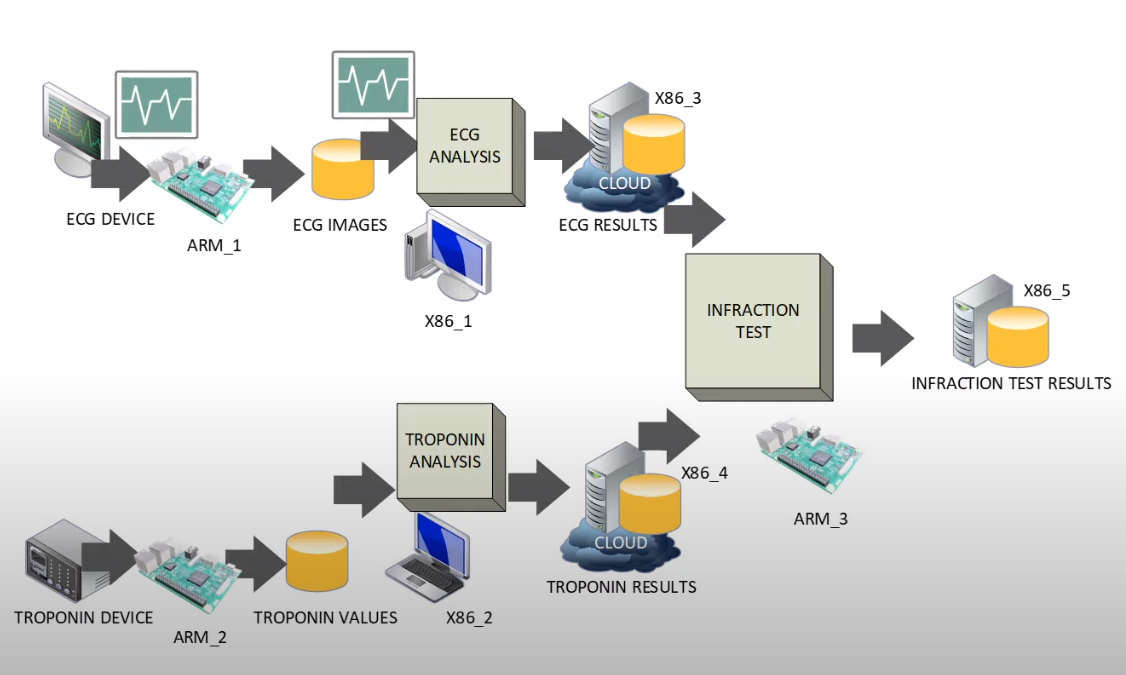 X86_3
ECG
ANALYSIS
CLOUD
ECG DEVICE
ECG IMAGES
ECG RESULTS
ARM_1
X86_1
INFRACTION
TEST
X86_5
INFRACTION TEST RESULTS
TROPONIN
ANALYSIS
X86_4
ARM_3
CLOUD
TROPONIN RESULTS
TROPONIN DEVICE
TROPONIN VALUES
X86_2
ARM_2